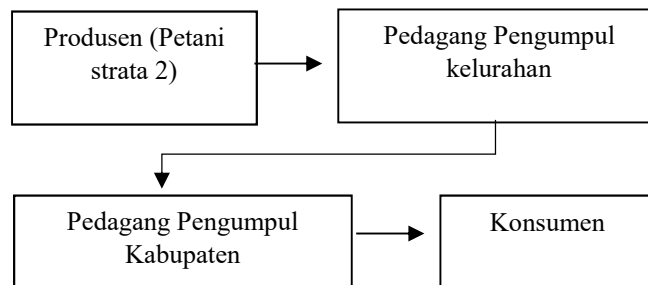 Produsen (Petani
strata 2)
Pedagang Pengumpul
kelurahan
Pedagang Pengumpul
Kabupaten
Konsumen